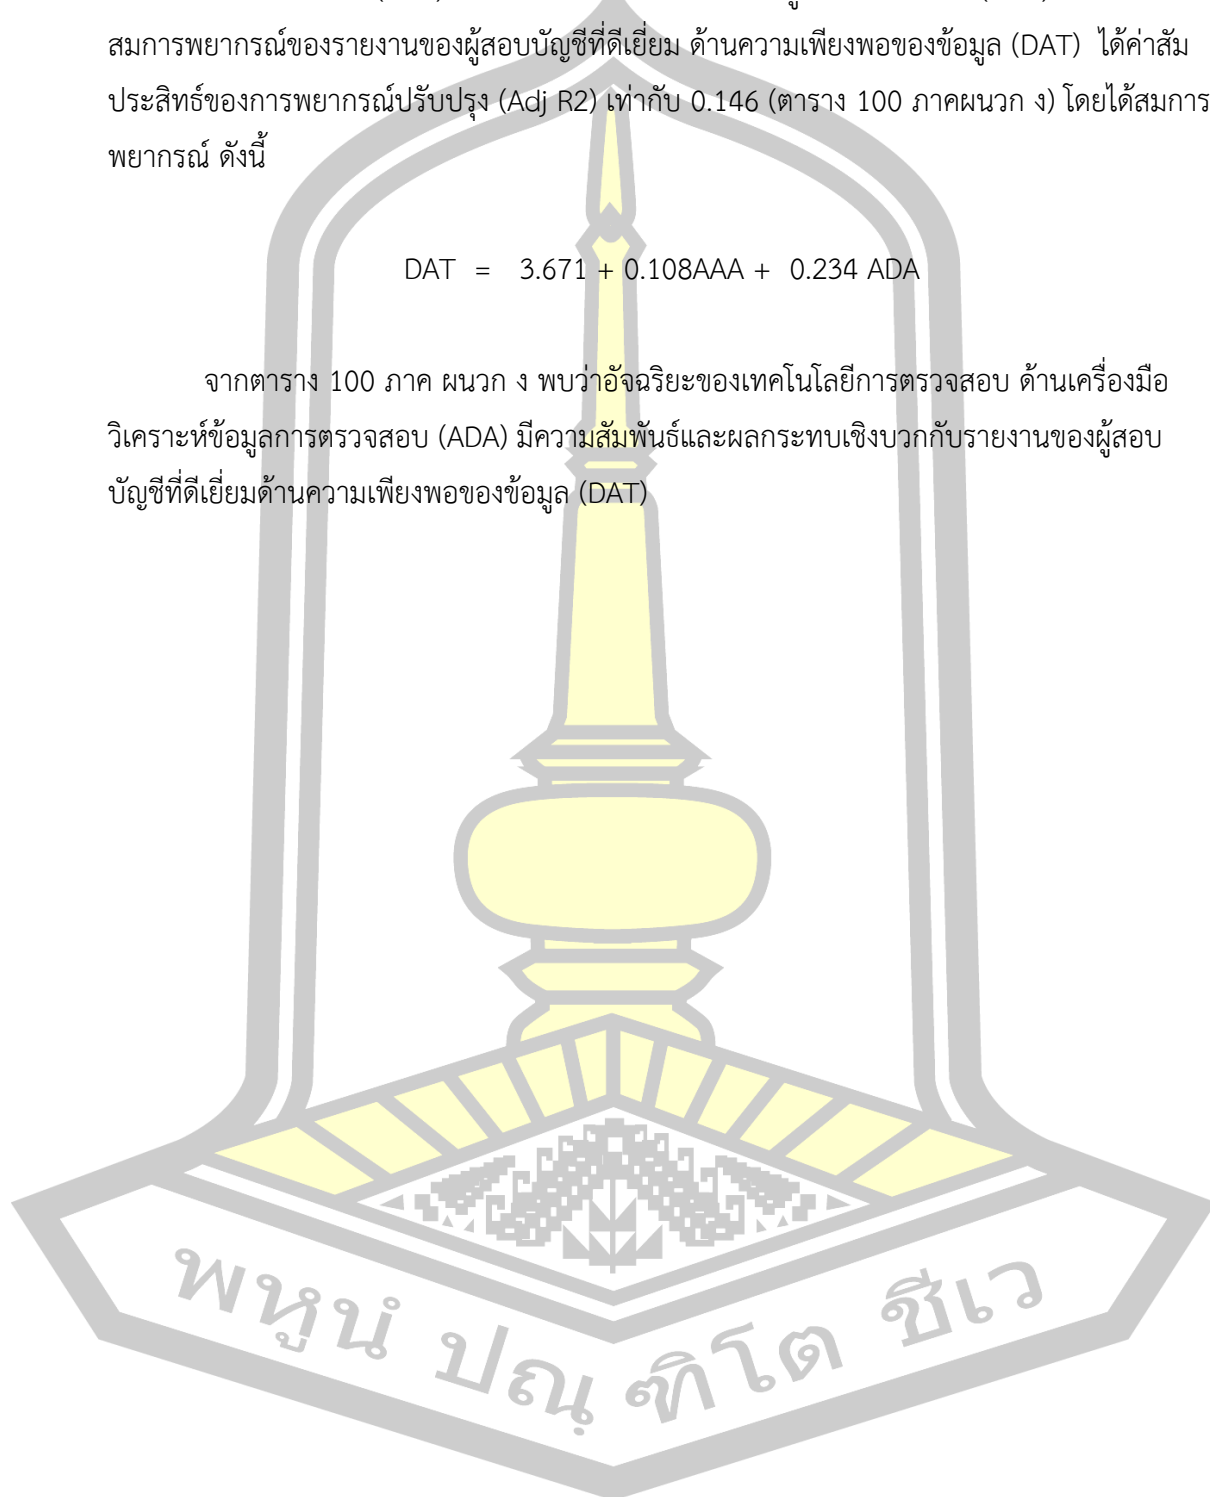 สมการพยากรณ์ของรายงานของผู้สอบบัญชีที่ดีเยี่ยม ด้านความเพียงพอของข้อมูล (DAT) ได้ค่าสัม
ประสิทธ์ของการพยากรณ์ปรับปรุง (Adj R2) เท่ากับ 0.146 (ตาราง 100 ภาคผนวก ง) โดยได้สมการ
พยากรณ์ ดังนี้
DAT = 3.671 + 0.108AAA + 0.234 ADA
จากตาราง 100 ภาค ผนวก ง พบว่าอัจฉริยะของเทคโนโลยีการตรวจสอบ ด้านเครื่องมือ
วิเคราะห์ข้อมูลการตรวจสอบ (ADA) มีความสัมพันธ์และผลกระทบเชิงบวกกับรายงานของผู้สอบ
บัญชีที่ดีเยี่ยมด้านความเพียงพอของข้อมูล (DAT)
พหูนํ ปณฺฑิโต ชีเว